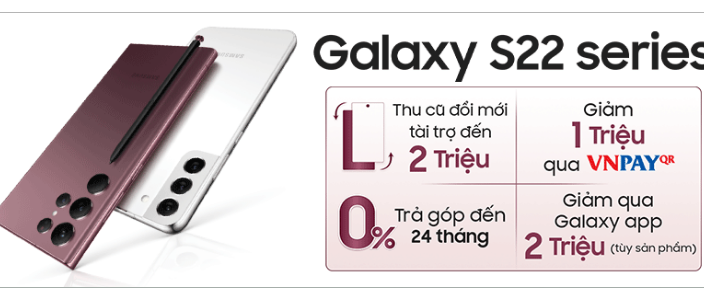 Galaxy S22 series
Thu cũ đổi mới
tài trợ đến
2 Triệu
Giảm
1 Triệu
qua VNPAYQR
0%
Trả góp đến
24 tháng
Giảm qua
Galaxy app
2 Triệu (tùy sản phẩm)